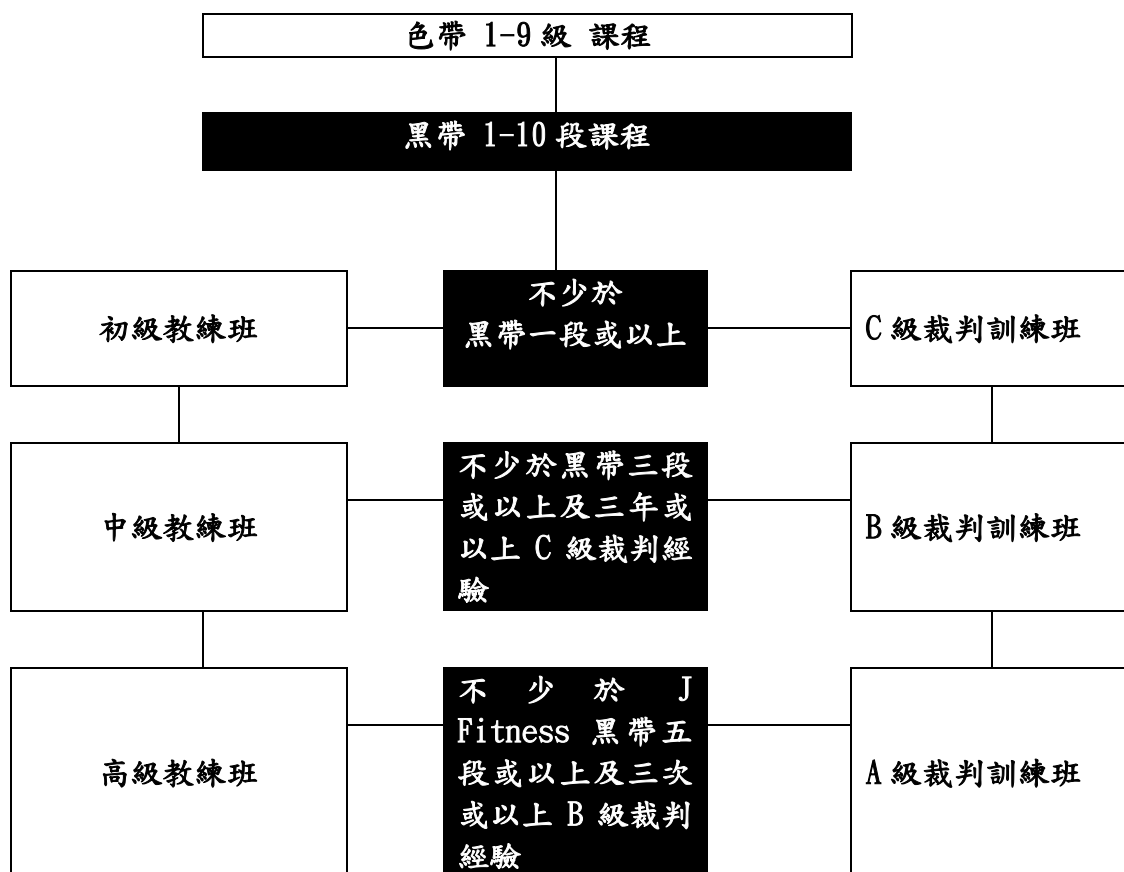 色帶 1-9級 課程
黑帶 1-10段課程
初級教練班
不少於
黑帶一段或以上
C級裁判訓練班
中級教練班
不少於黑帶三段
或以上及三年或
以上 C 級裁判經
驗
B級裁判訓練班
高級教練班
不少於 J
Fitness 黑帶五
段或以上及三次
或以上 B 級裁判
經驗
A級裁判訓練班